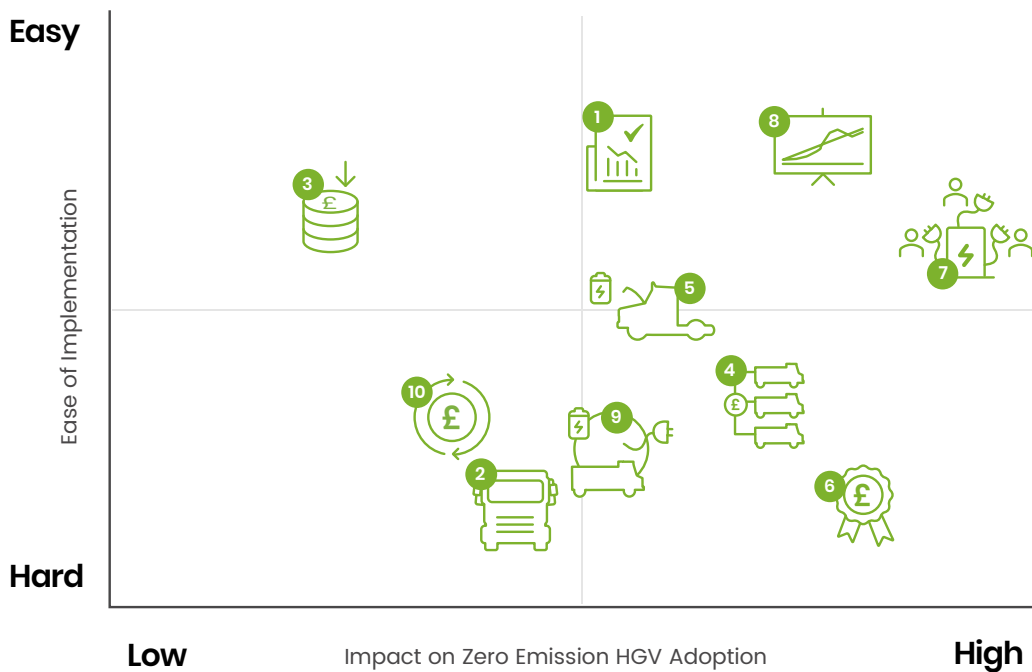 Easy
1
8
3
£
7
5
Ease of Implementation
4
£
10
£
9
2
6
£
Hard
Low
Impact on Zero Emission HGV Adoption
High